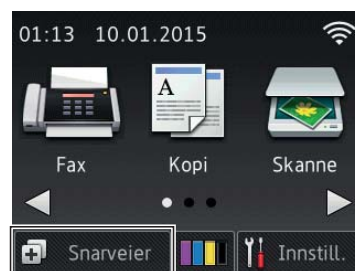 01:13 10.01.2015
A
Fax Kopi Skanne
Snarveier Innstill.